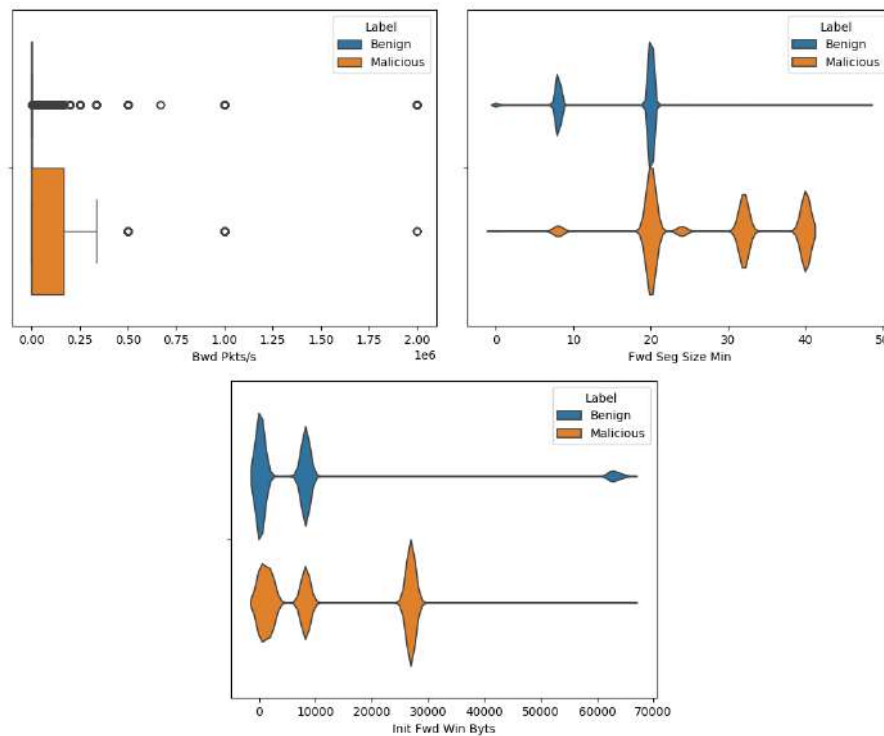 Label
Benign
Malicious
0.00 0.25 0.50 0.75 1.00 1.25 1.50 1.75 2.00
1e6
Bwd Pkts/s
Label
Benign
Malicious
0 10 20 30 40 50
Fwd Seg Size Min
Label
Benign
Malicious
0 10000 20000 30000 40000 50000 60000 70000
Init Fwd Win Byts